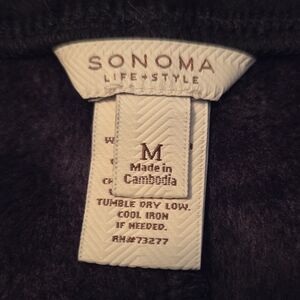 SONOMA
LIFE+STYLE
M
Made in
Cambodia
TUMBLE DRY LOW.
COOL IRON
IF NEEDED.
RN#73277